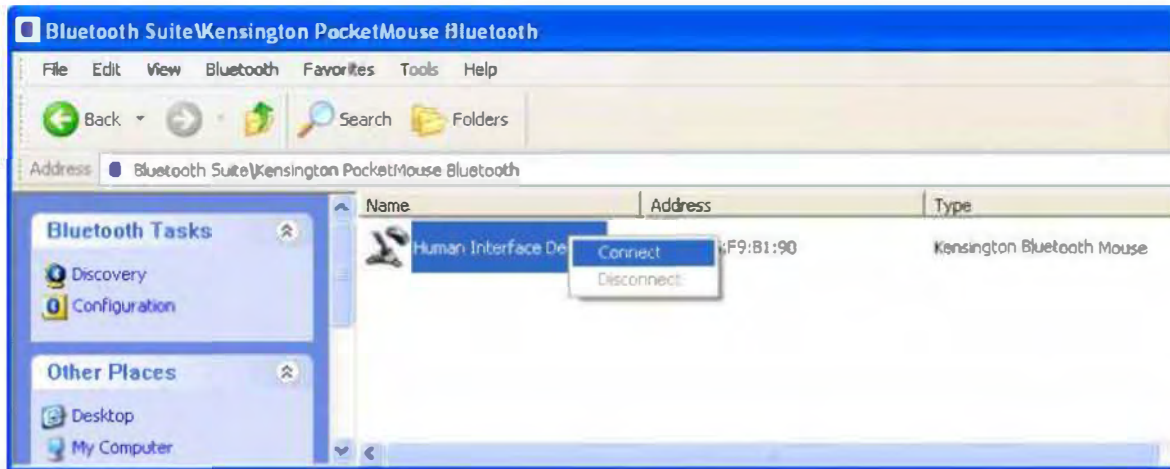 Bluetooth Suite\Kensington PocketMouse Bluetooth
File Edit View Bluetooth Favorites Tools Help
Back Search Folders
Address Bluetooth Suite\Kensington PocketMouse Bluetooth
Name Address Type
Bluetooth Tasks
Human Interface De :F9:B1:90 Kensington Bluetooth Mouse
Connect
Disconnect
Discovery
Configuration
Other Places
Desktop
My Computer